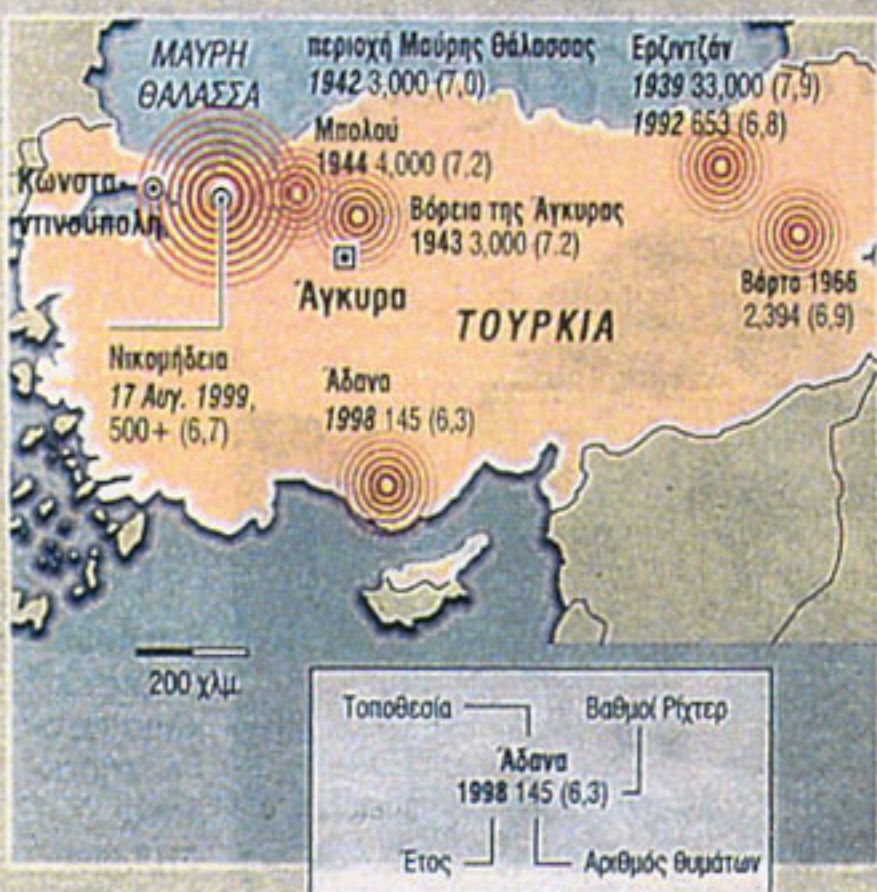 ΜΑΥΡΗ
ΘΑΛΑΣΣΑ
περιοχή Μαύρης Θάλασσας
1942 3,000 (7,0)
Ερζιντζάν
1939 33,000 (7,9)
1992 653 (6,8)
Μπολού
1944 4,000 (7,2)
Κωνστα-
ντινούπολη
Βόρεια της Άγκυρας
1943 3,000 (7.2)
Άγκυρα
ΤΟΥΡΚΙΑ
Βάρτο 1966
2,394 (6,9)
Νικομήδεια
17 Αυγ. 1999,
500+ (6,7)
Άδανα
1998 145 (6,3)
200 χλμ.
Τοποθεσία
Βαθμοί Ρίχτερ
Άδανα
1998 145 (6,3)
Έτος
Αριθμός θυμάτων